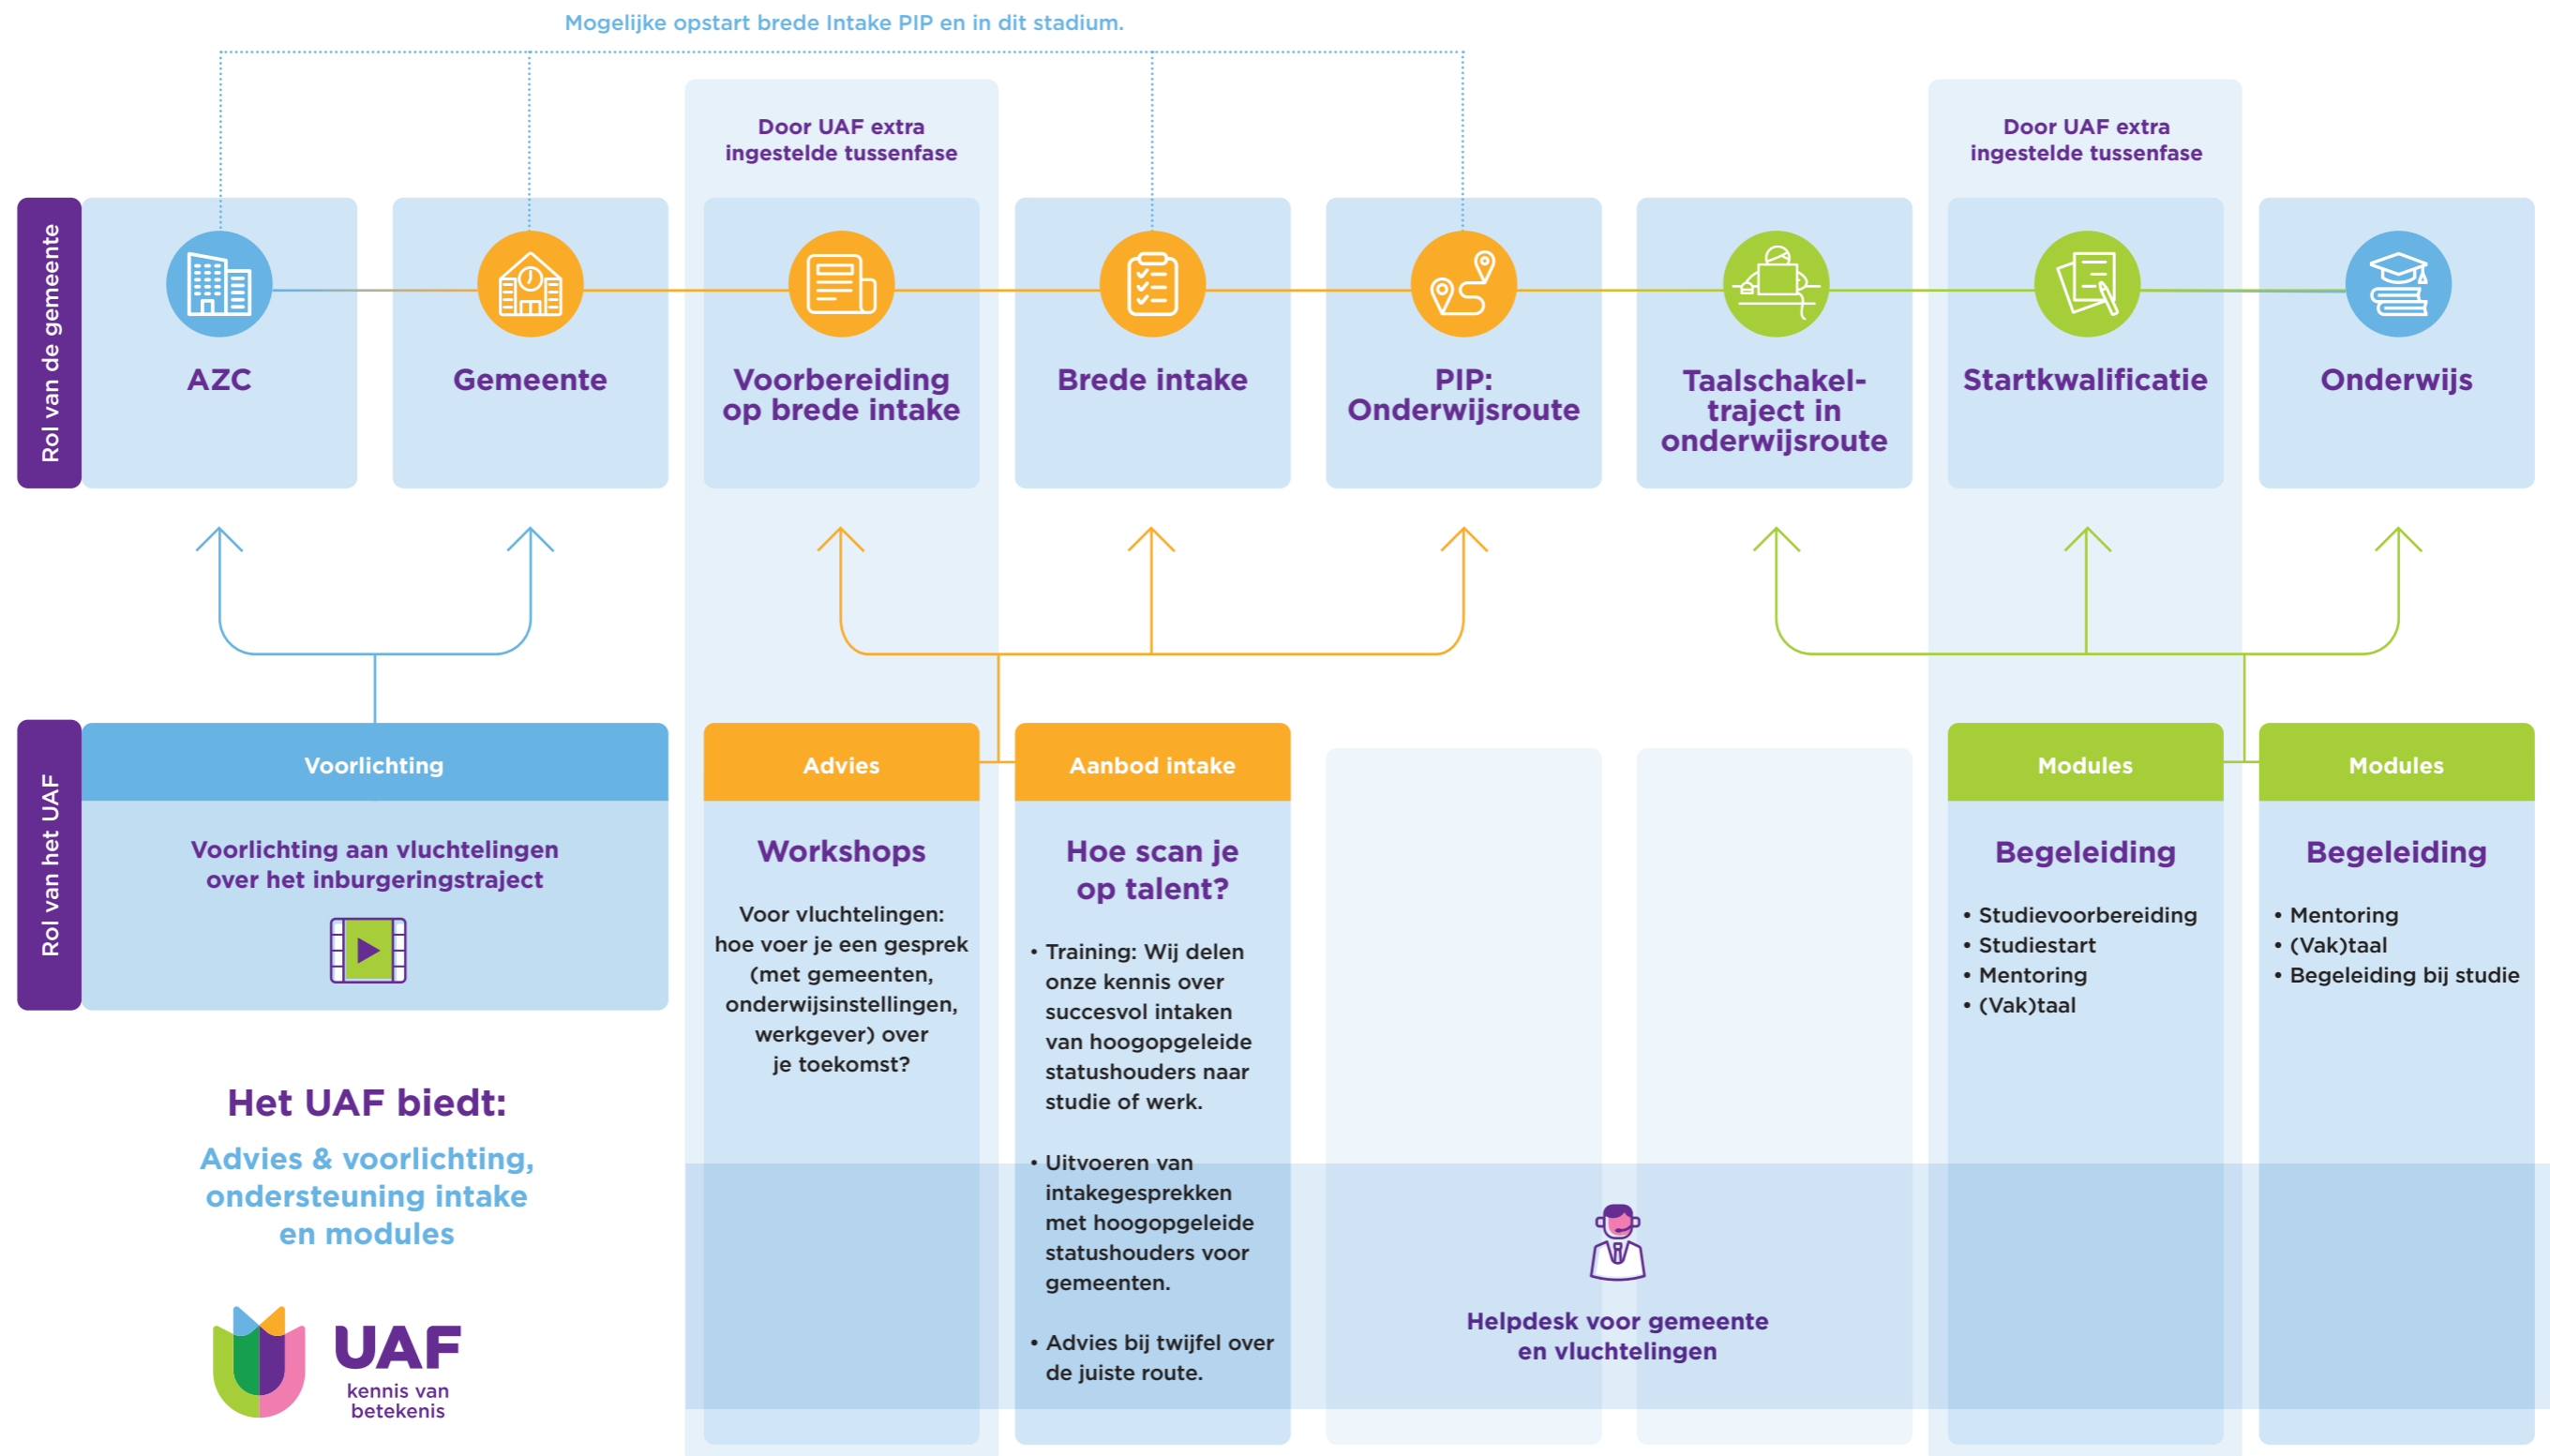 Mogelijke opstart brede Intake PIP en in dit stadium.
Door UAF extra
ingestelde tussenfase
Door UAF extra
ingestelde tussenfase
Rol van de gemeente
AZC
Gemeente
Voorbereiding
op brede intake
Brede intake
PIP:
Onderwijsroute
Taalschakel-
traject in
onderwijsroute
Startkwalificatie
Onderwijs
Rol van het UAF
Voorlichting
Voorlichting aan vluchtelingen
over het inburgeringstraject
Advies
Workshops
Voor vluchtelingen:
hoe voer je een gesprek
(met gemeenten,
onderwijsinstellingen,
werkgever) over
je toekomst?
Aanbod intake
Hoe scan je
op talent?
• Training: Wij delen
onze kennis over
succesvol intaken
van hoogopgeleide
statushouders naar
studie of werk.
• Uitvoeren van
intakegesprekken
met hoogopgeleide
statushouders voor
gemeenten.
• Advies bij twijfel over
de juiste route.
Modules
Begeleiding
• Studievoorbereiding
• Studiestart
• Mentoring
• (Vak)taal
Modules
Begeleiding
• Mentoring
• (Vak)taal
• Begeleiding bij studie
Helpdesk voor gemeente
en vluchtelingen
Het UAF biedt:
Advies & voorlichting,
ondersteuning intake
en modules
UAF
kennis van
betekenis